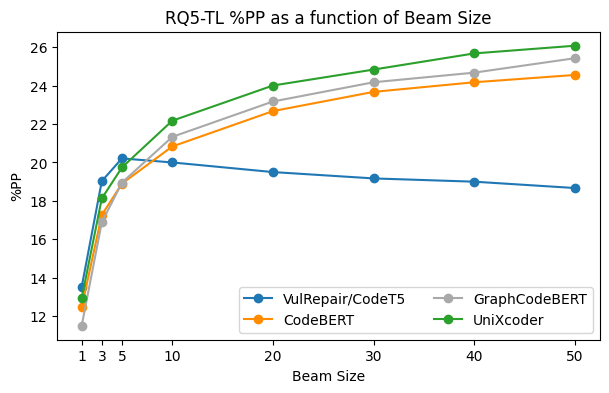 RQ5-TL %PP as a function of Beam Size
%PP
26
24
22
20
18
16
14
12
VulRepair/CodeT5
CodeBERT
GraphCodeBERT
UniXcoder
1 3 5 10 20 30 40 50
Beam Size